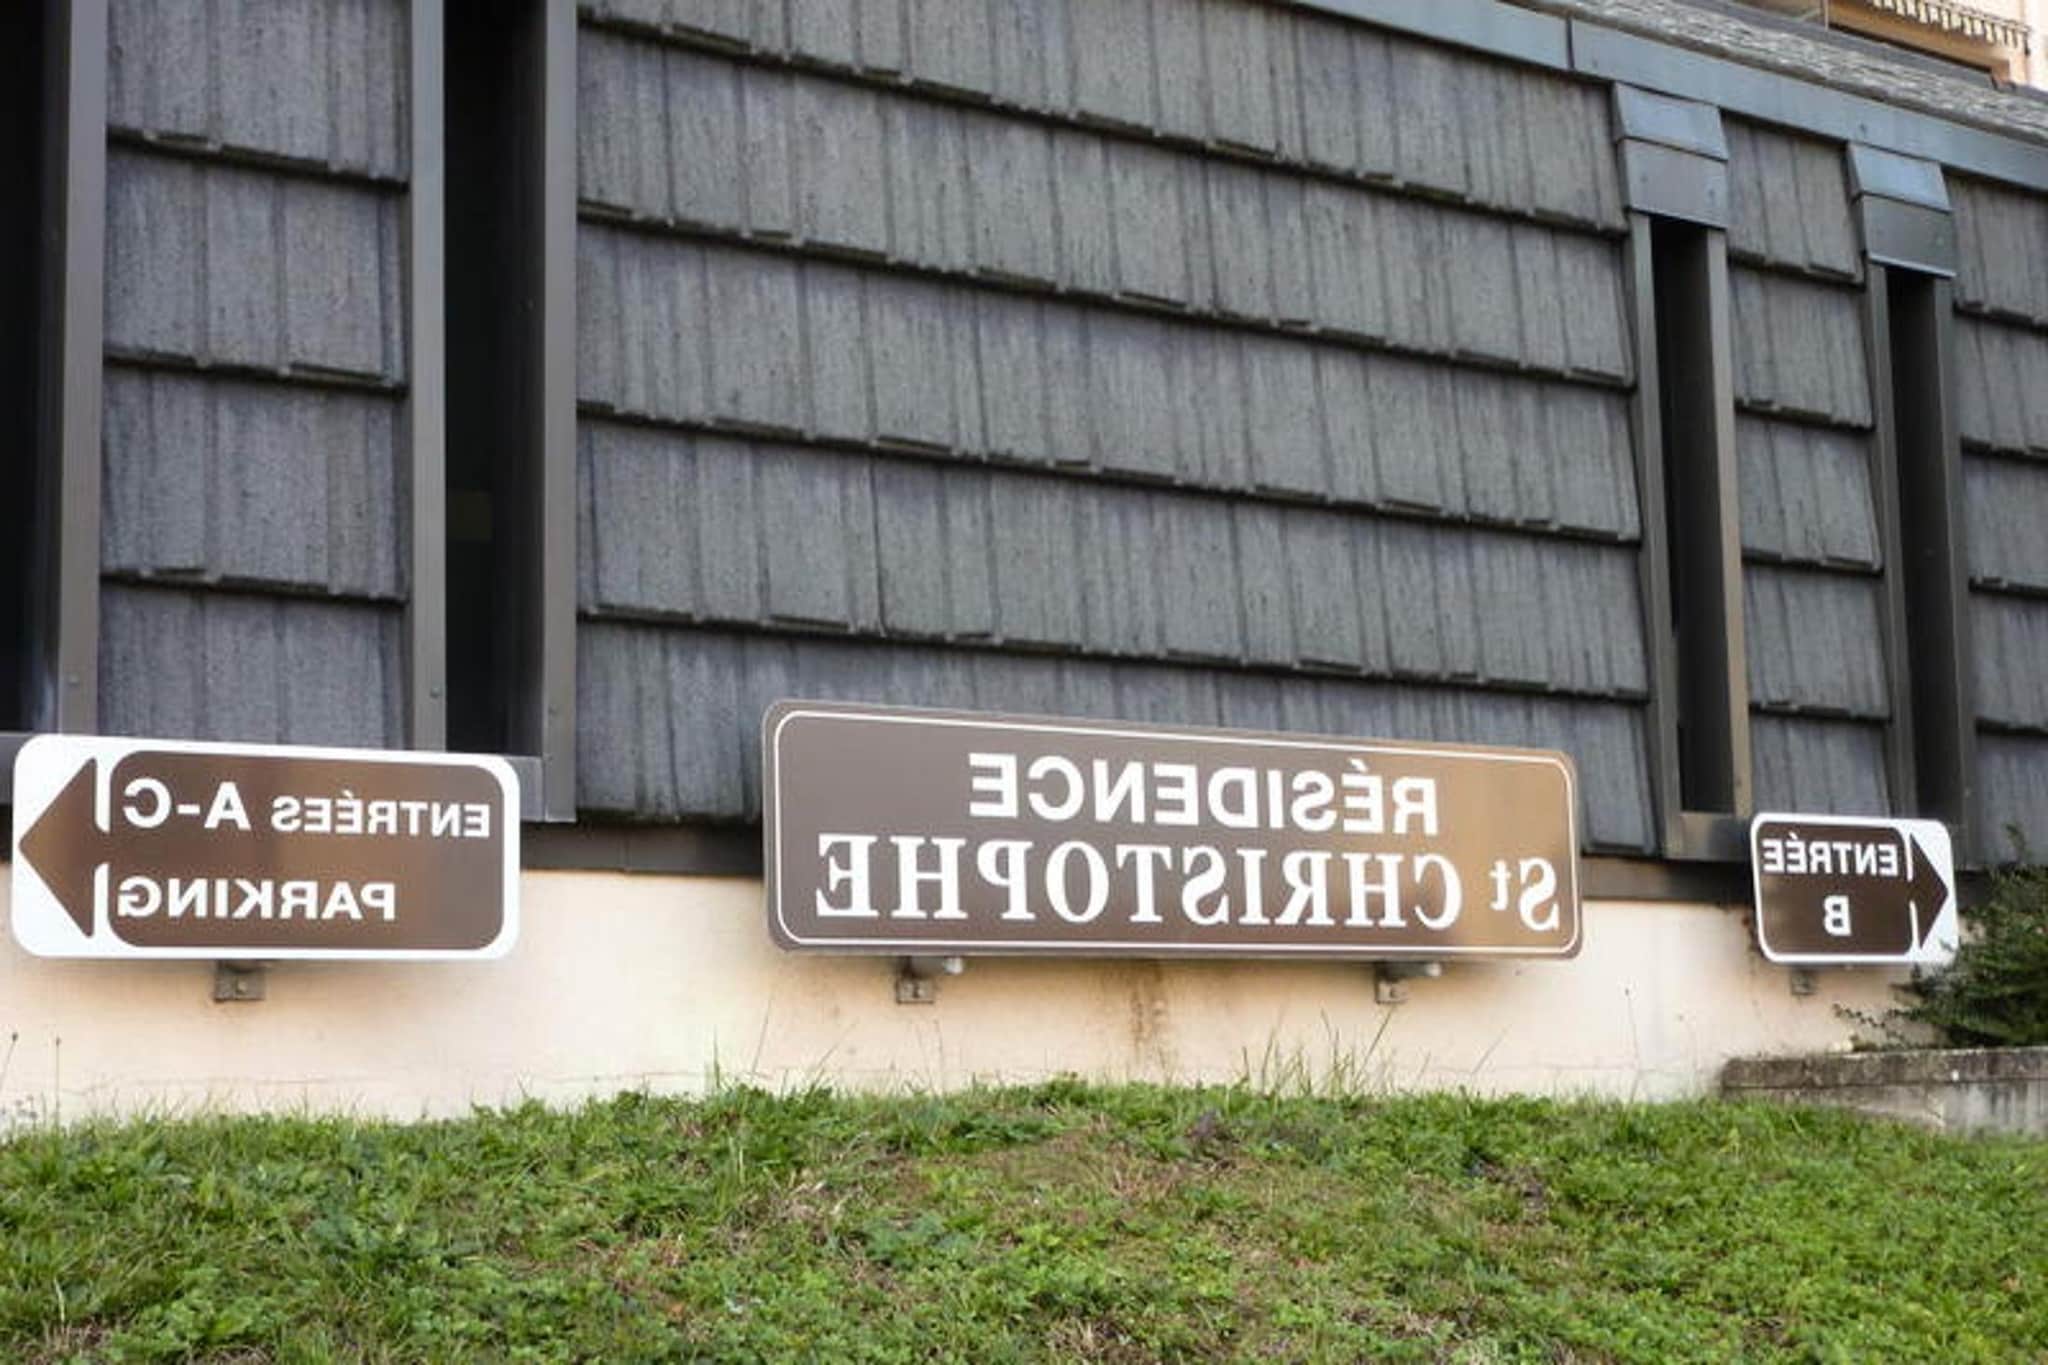 ENTRÉES A-C
PARKING
RÉSIDENCE
St CHRISTOPHE
ENTRÉE
B